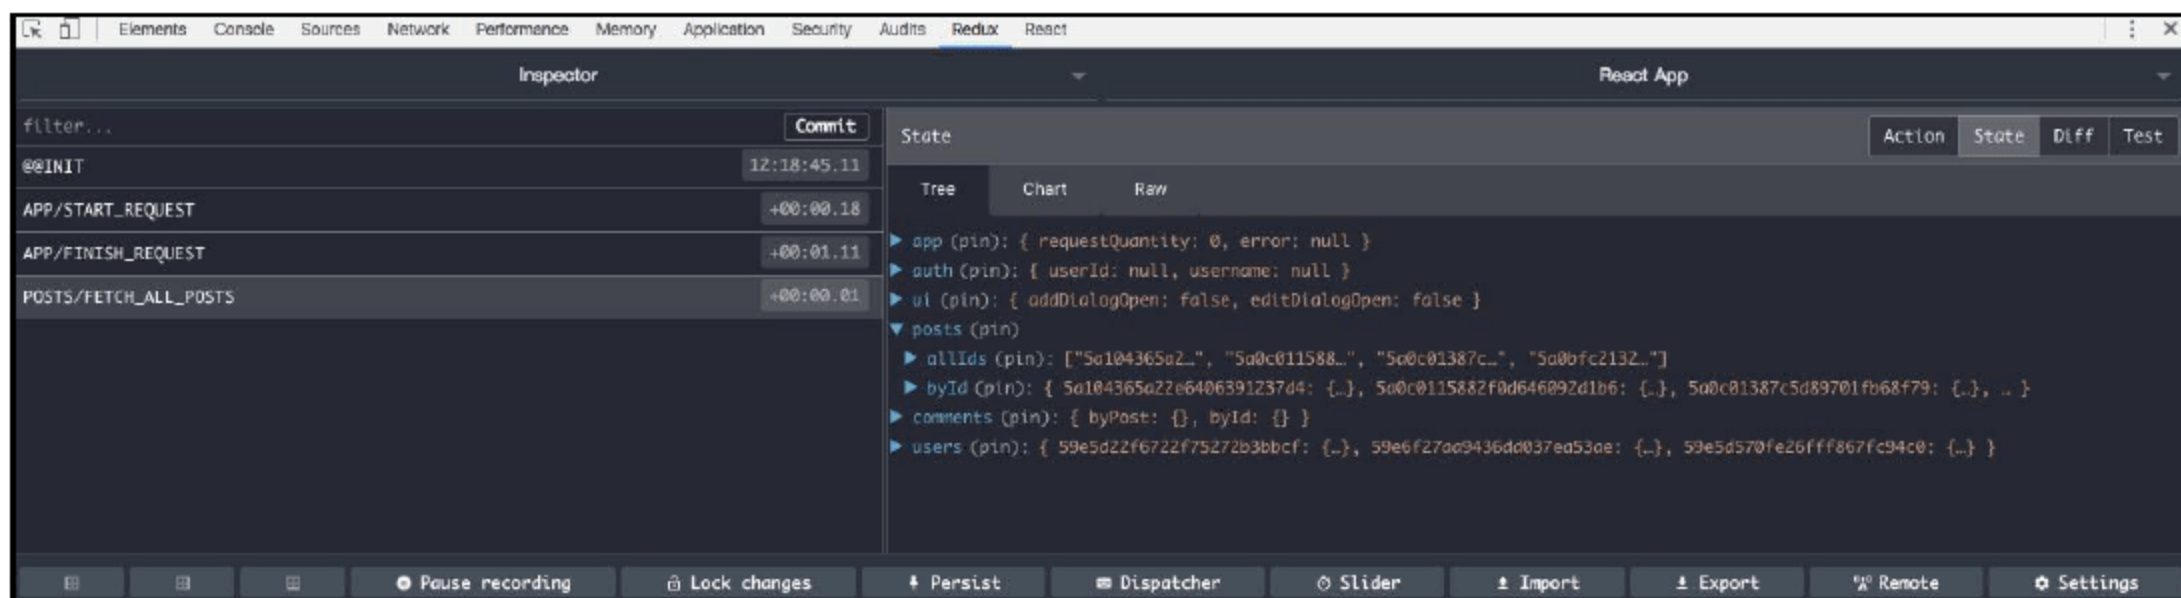 Elements Console Sources Network Performance Memory Application Security Audits Redux React
Inspector React App
filter... Commit
@@INIT 12:18:45.11
APP/START_REQUEST +00:00.18
APP/FINISH_REQUEST +00:01.11
POSTS/FETCH_ALL_POSTS +00:00.01
State Action State Diff Test
Tree Chart Raw
app (pin): { requestQuantity: 0, error: null }
auth (pin): { userId: null, username: null }
ui (pin): { addDialogOpen: false, editDialogOpen: false }
posts (pin)
allIds (pin): ["5a104365a2…", "5a0c011588…", "5a0c01387c…", "5a0bfc2132…"]
byId (pin): { 5a104365a22e6406391237d4: {…}, 5a0c0115882f0d646092d1b6: {…}, 5a0c01387c5d89701fb68f79: {…}, … }
comments (pin): { byPost: {}, byId: {} }
users (pin): { 59e5d22f6722f75272b3bbcf: {…}, 59e6f27aa9436dd037ea53ae: {…}, 59e5d570fe26fff867fc94c0: {…} }
Pause recording Lock changes Persist Dispatcher Slider Import Export Remote Settings